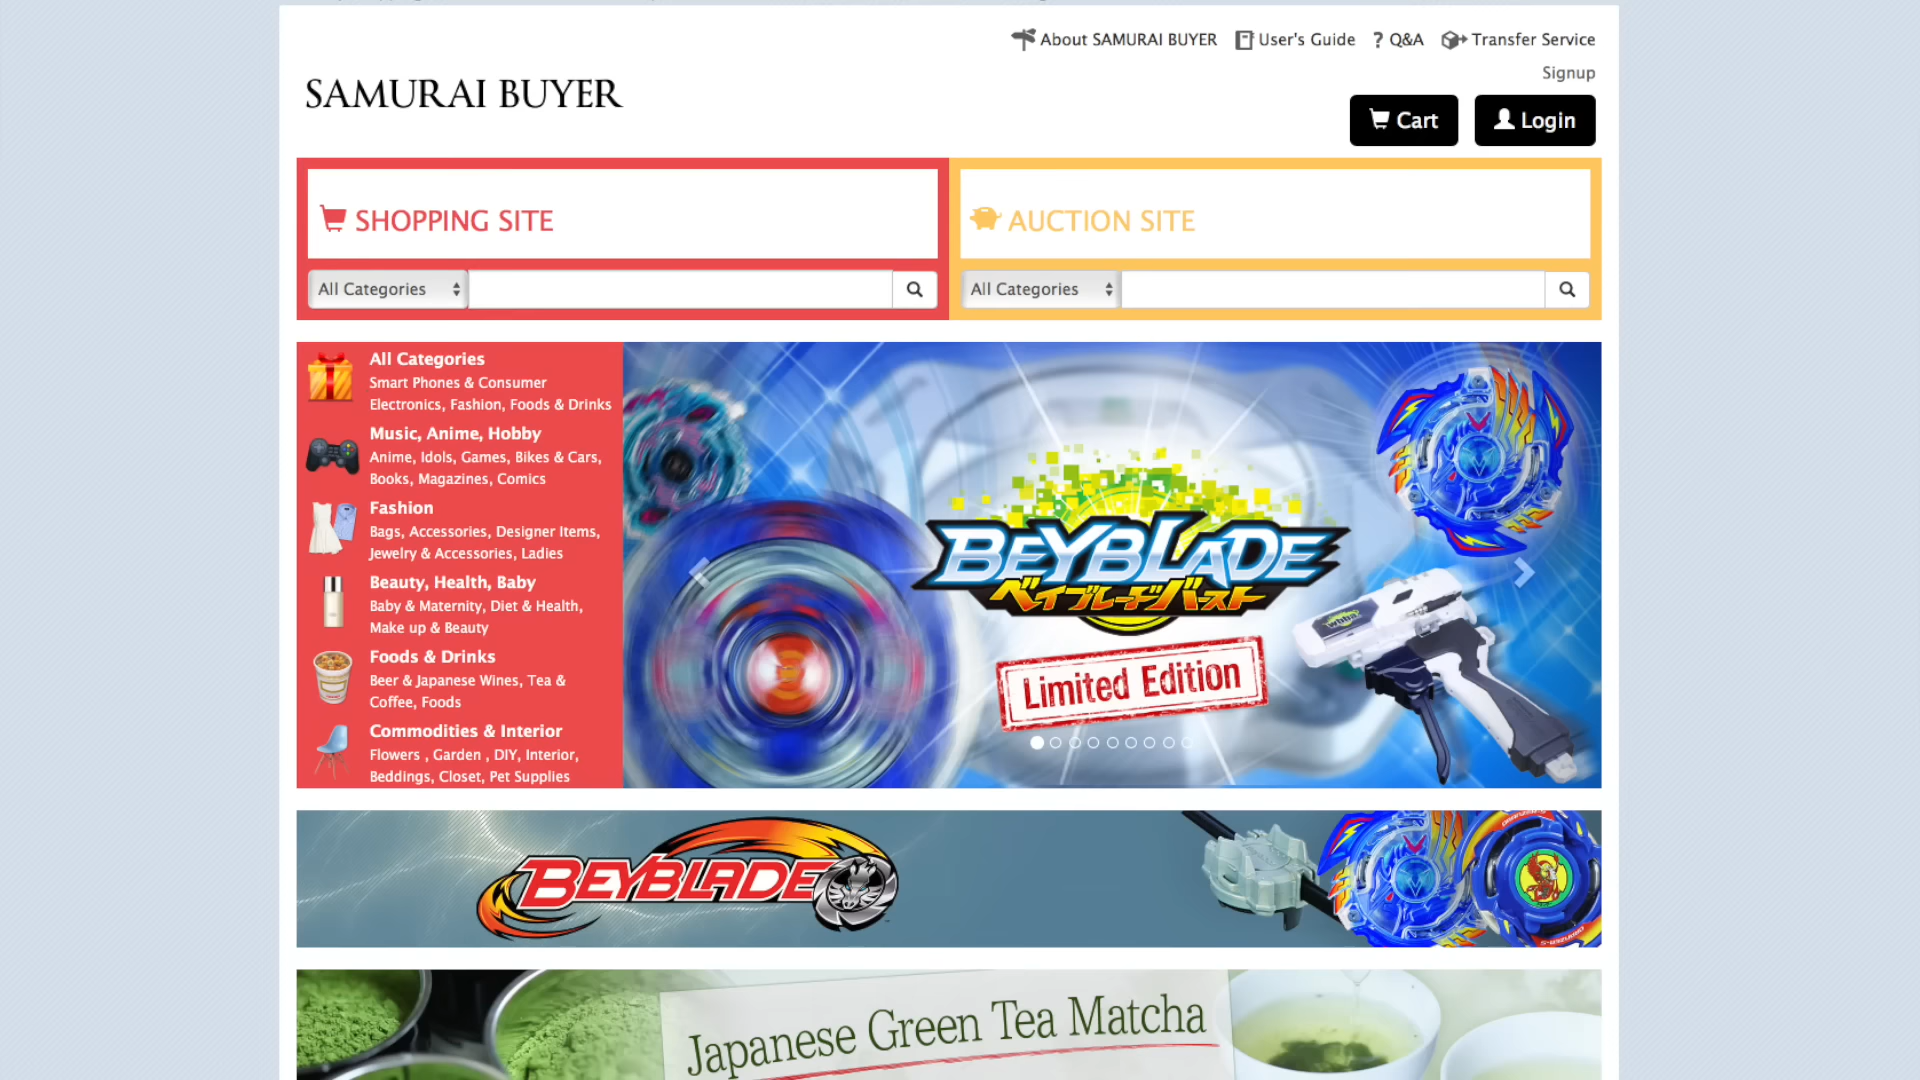 About SAMURAI BUYER
User's Guide
? Q&A
Transfer Service
Signup
SAMURAI BUYER
Cart
Login
SHOPPING SITE
AUCTION SITE
All Categories
All Categories
All Categories
Smart Phones & Consumer
Electronics, Fashion, Foods & Drinks
Music, Anime, Hobby
Anime, Idols, Games, Bikes & Cars,
Books, Magazines, Comics
Fashion
Bags, Accessories, Designer Items,
Jewelry & Accessories, Ladies
Beauty, Health, Baby
Baby & Maternity, Diet & Health,
Make up & Beauty
Foods & Drinks
Beer & Japanese Wines, Tea &
Coffee, Foods
Commodities & Interior
Flowers , Garden , DIY, Interior,
Beddings, Closet, Pet Supplies
BEYBLADE
ベイブレードバースト
Limited Edition
wbba
BEYBLADE
Japanese Green Tea Matcha